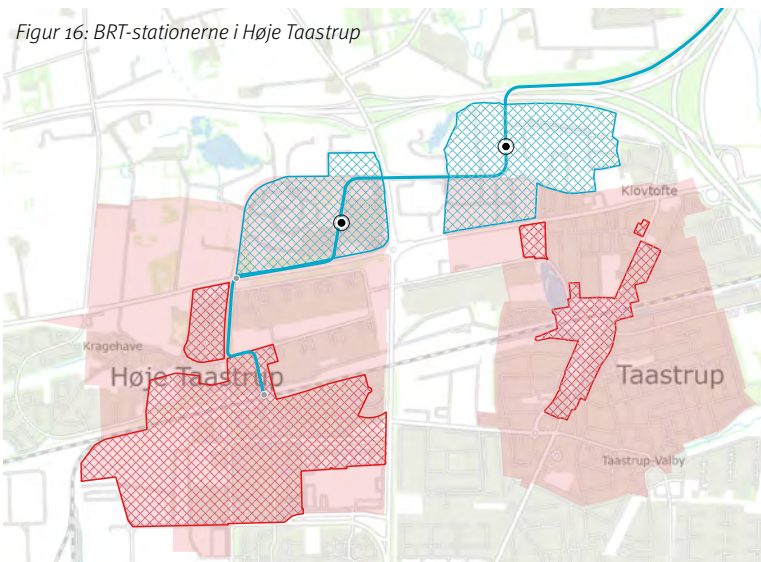 Figur 16: BRT-stationerne i Høje Taastrup
Klovtofte
Kragehave
Høje Taastrup
Taastrup
Taastrup-Valby